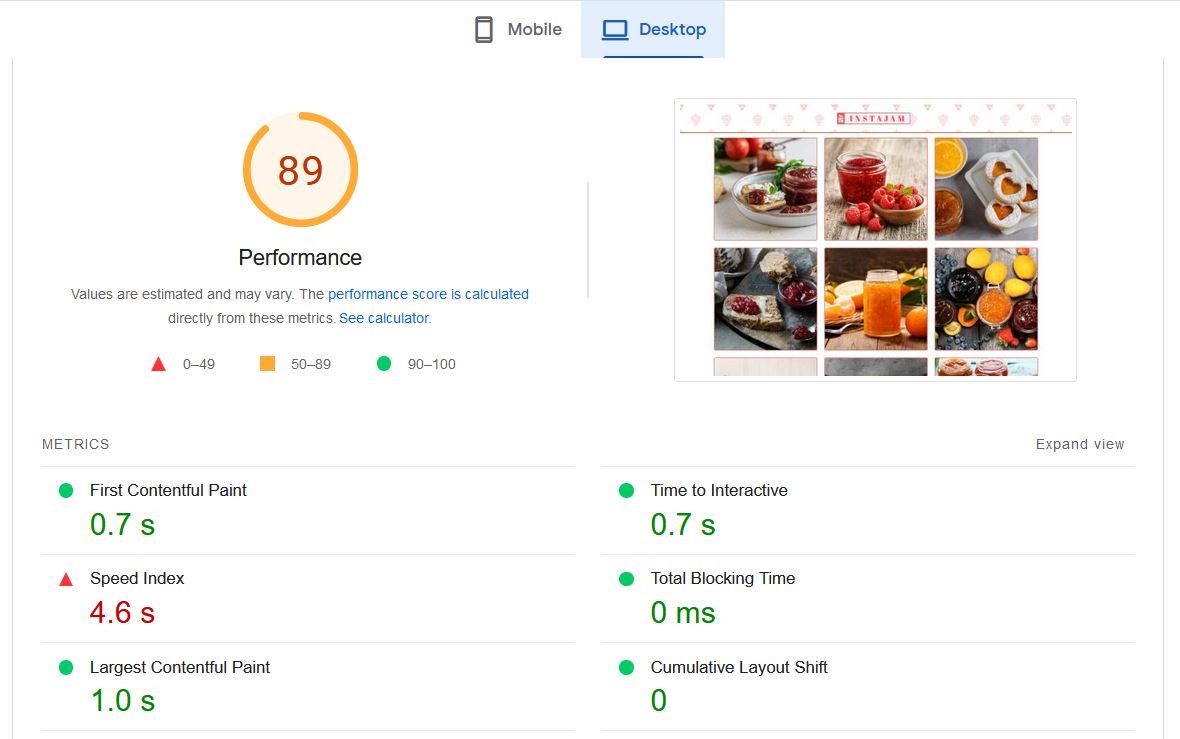 Mobile
Desktop
INSTAJAM
89
Performance
Values are estimated and may vary. The performance score is calculated
directly from these metrics. See calculator.
0–49
50–89
90–100
METRICS
Expand view
First Contentful Paint
0.7 s
Time to Interactive
0.7 s
Speed Index
4.6 s
Total Blocking Time
0 ms
Largest Contentful Paint
1.0 s
Cumulative Layout Shift
0